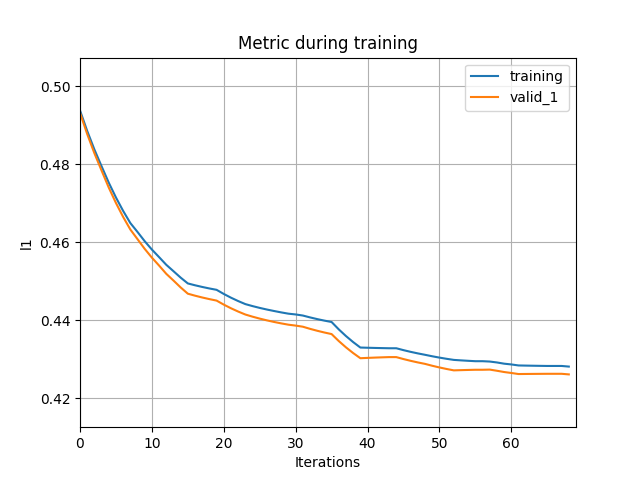 Metric during training
training
valid_1
l1
0.50
0.48
0.46
0.44
0.42
0 10 20 30 40 50 60
Iterations